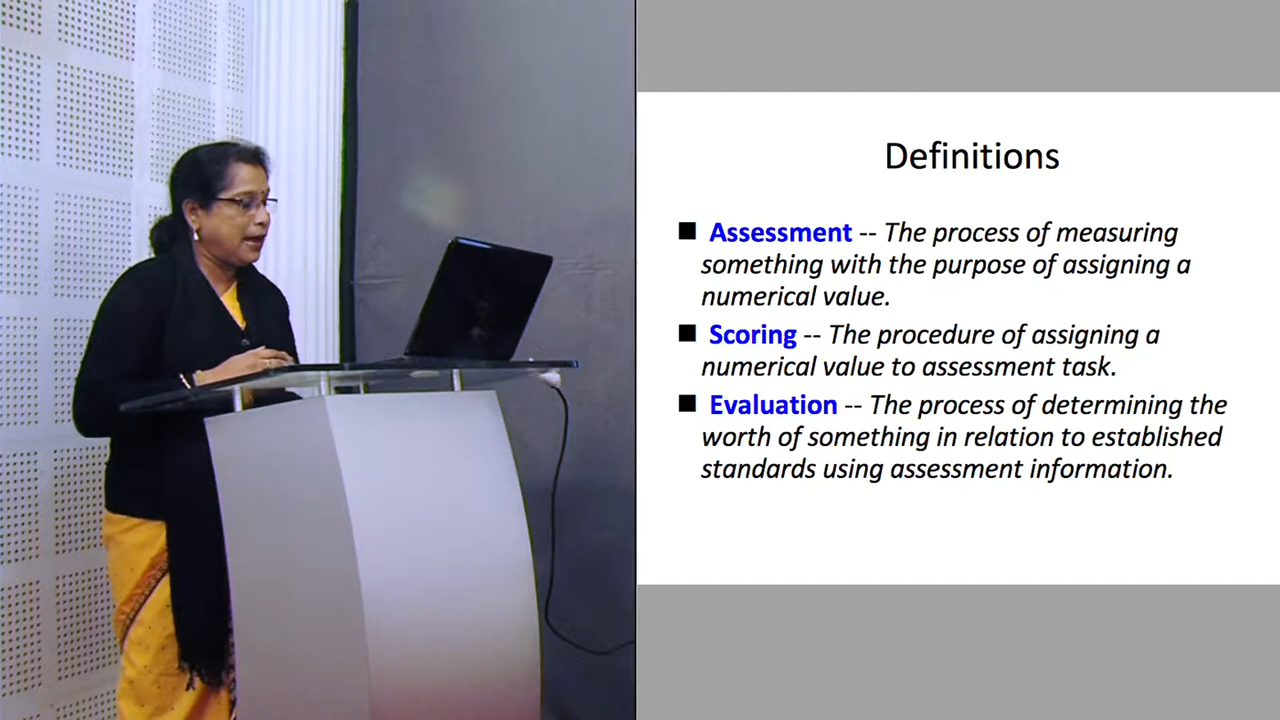 Definitions
■ Assessment -- The process of measuring
something with the purpose of assigning a
numerical value.
■ Scoring -- The procedure of assigning a
numerical value to assessment task.
■ Evaluation -- The process of determining the
worth of something in relation to established
standards using assessment information.